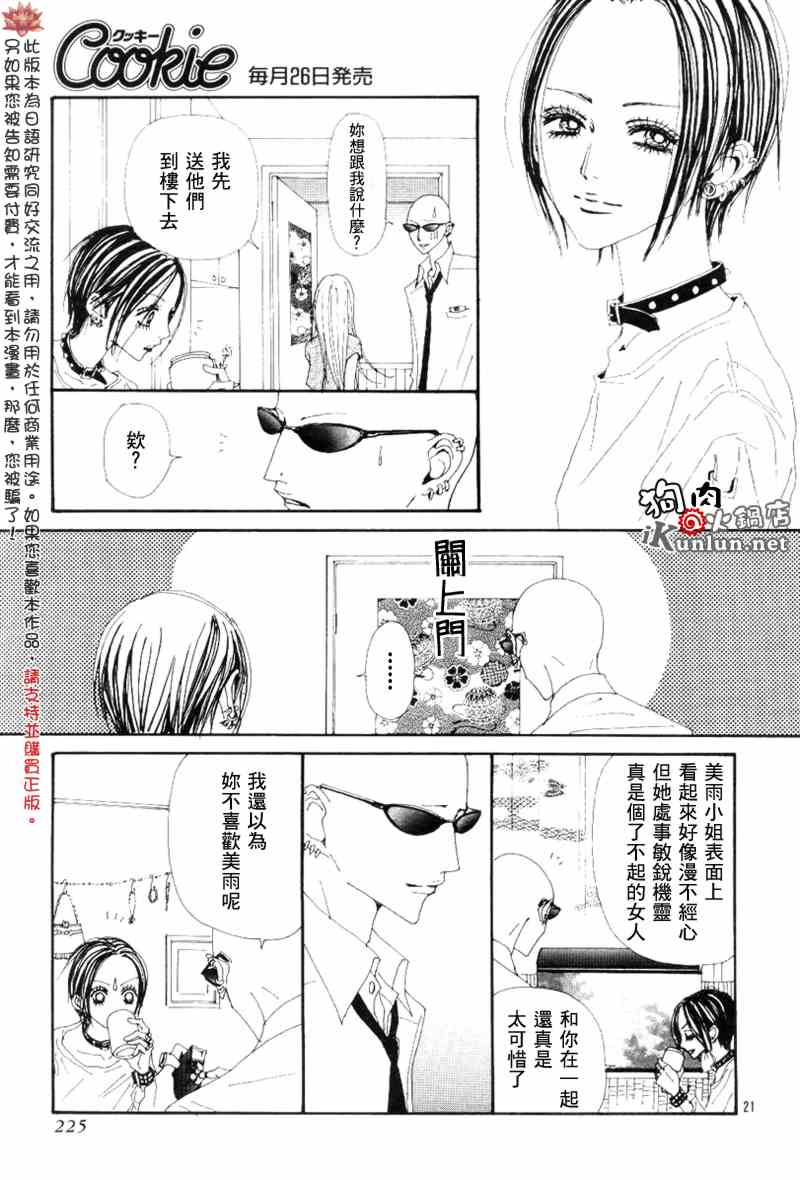 クッキー
Cookie
毎月26日発売
此版本為日語研究同好交流之用，請勿用於任何商業用途。如果您喜歡本作品，請支持並購買正版。
另如果您被告知需要付費，才能看到本漫畫，那麼，您被騙了！
妳想跟我說什麼?
我先
送他們
到樓下去
欸?
狗肉
火鍋店
iKunlun.net
關上門
……
美雨小姐表面上
看起來好像漫不經心
但她處事敏銳機靈
真是個了不起的女人
和你在一起
還真是
太可惜了
我還以為
妳不喜歡美雨呢
21
225